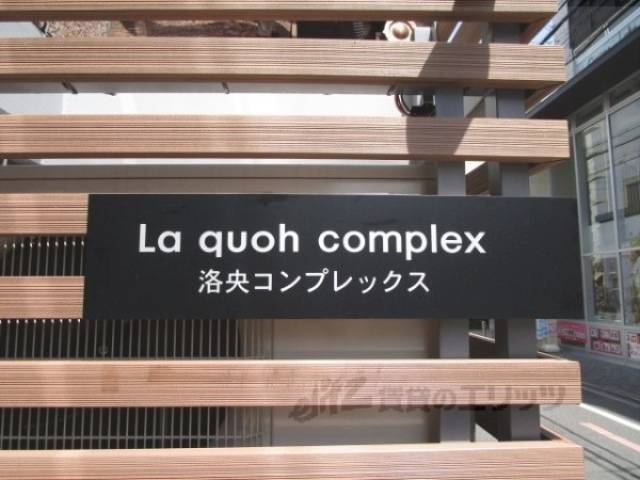 La quoh complex
洛央コンプレックス
elitz 賃貸のエリッツ